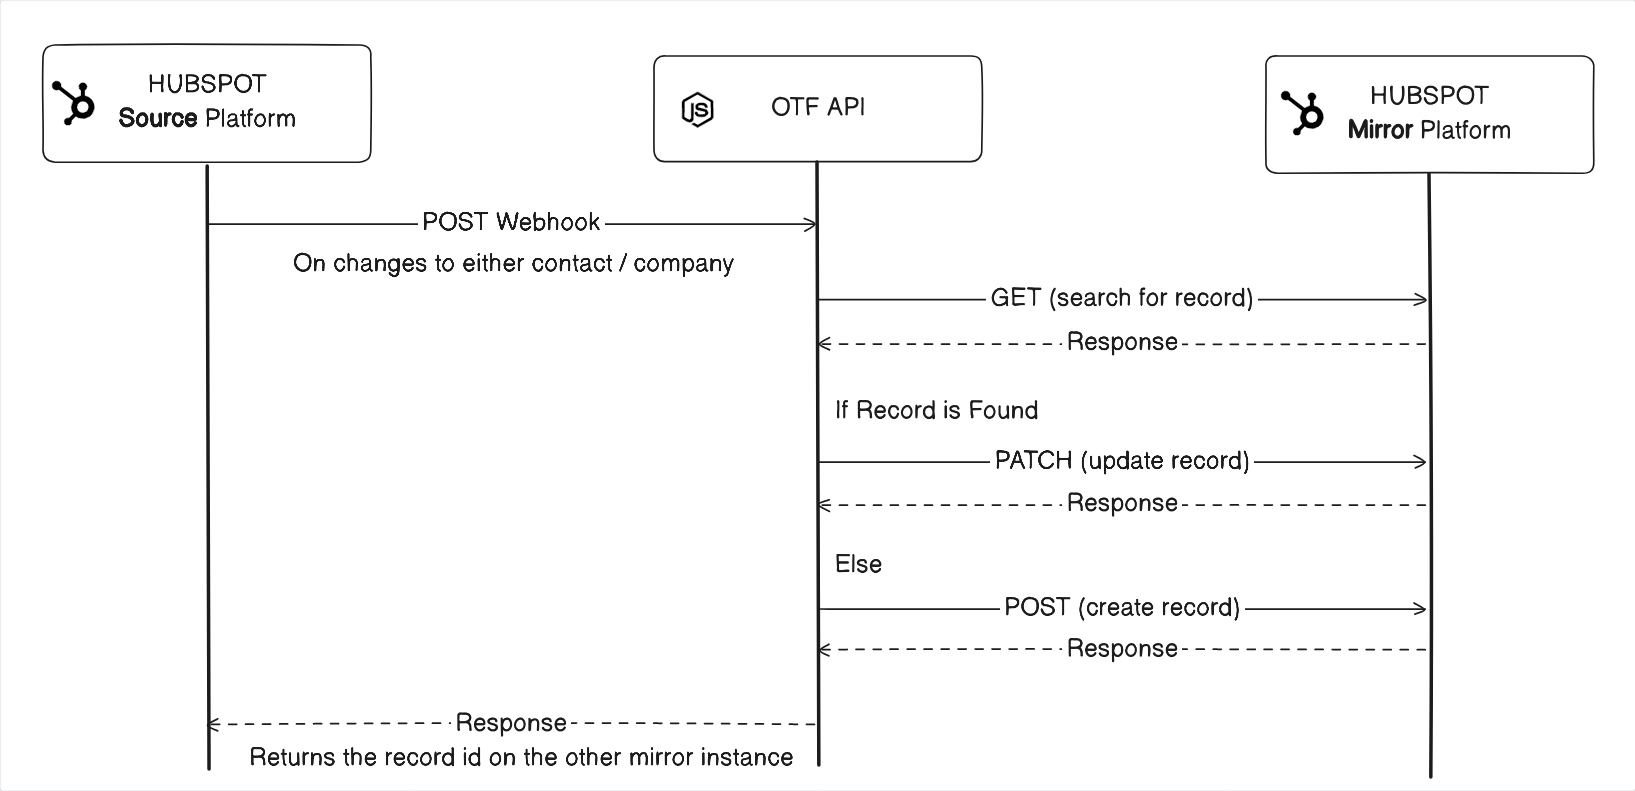 HUBSPOT
Source Platform
JS
OTF API
HUBSPOT
Mirror Platform
POST Webhook
On changes to either contact / company
GET (search for record)
Response
If Record is Found
PATCH (update record)
Response
Else
POST (create record)
Response
Response
Returns the record id on the other mirror instance